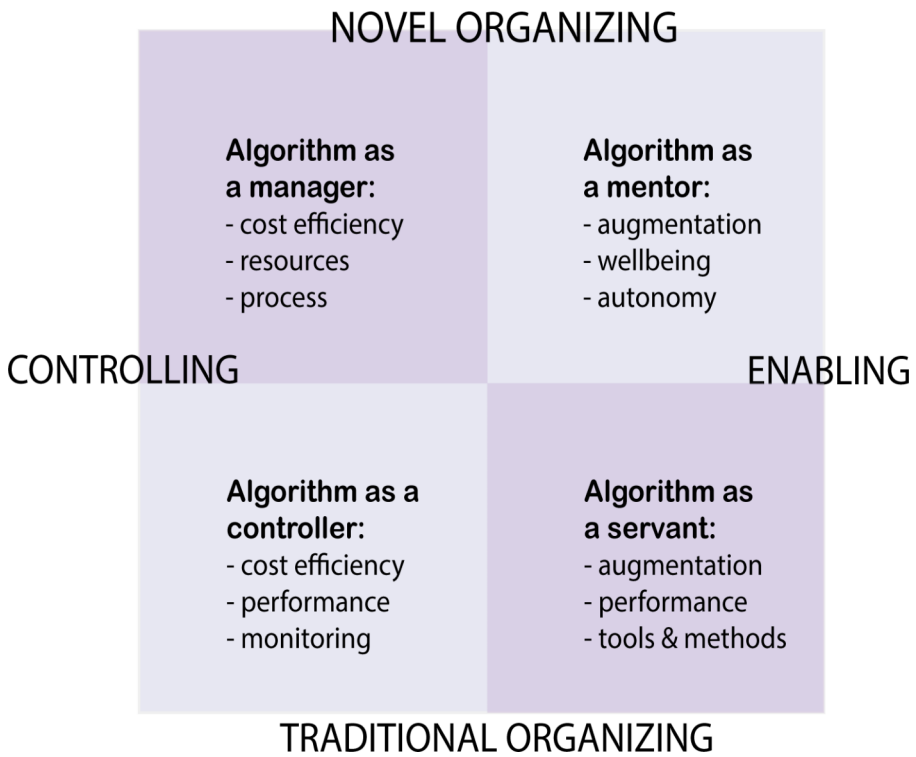 NOVEL ORGANIZING
Algorithm as
a manager:
- cost efficiency
- resources
- process
Algorithm as
a mentor:
- augmentation
- wellbeing
- autonomy
CONTROLLING
ENABLING
Algorithm as a
controller:
- cost efficiency
- performance
- monitoring
Algorithm as
a servant:
- augmentation
- performance
- tools & methods
TRADITIONAL ORGANIZING